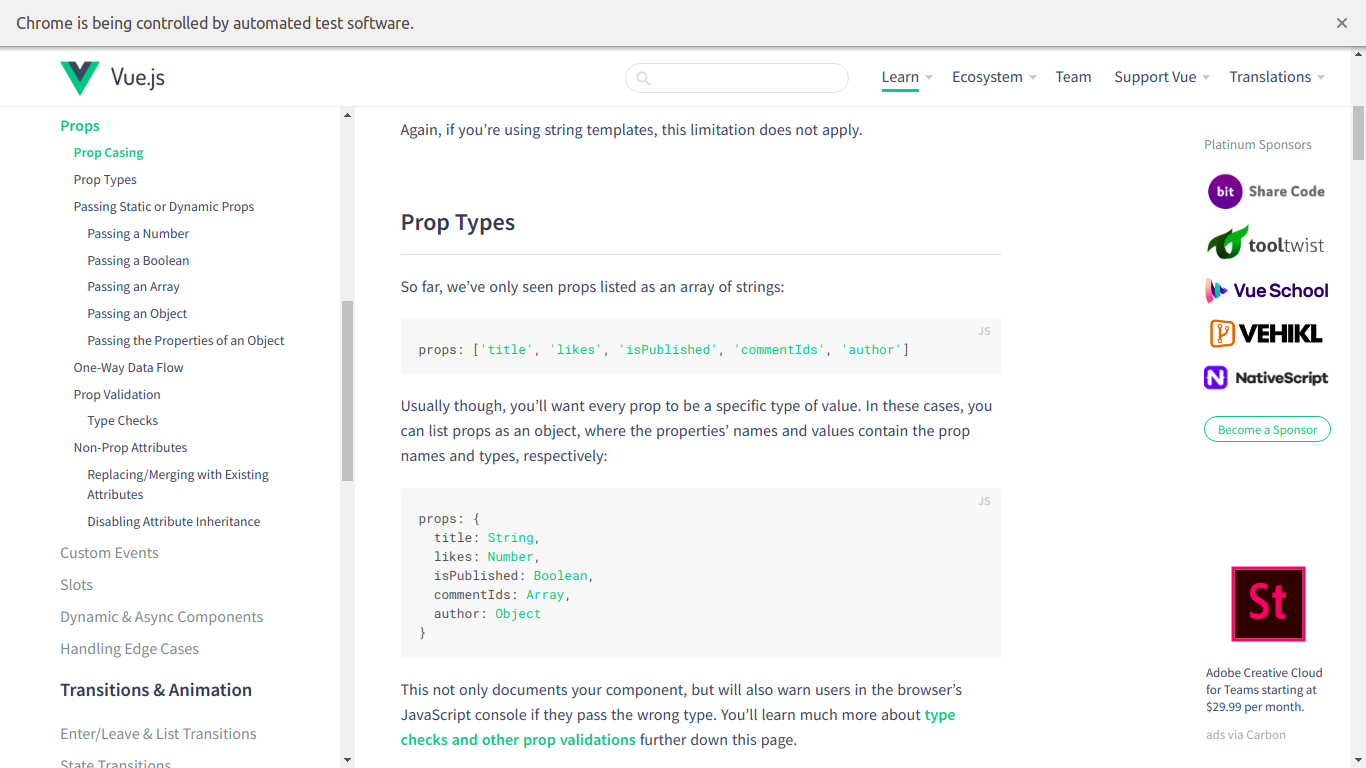 Chrome is being controlled by automated test software.
Vue.js
Learn
Ecosystem
Team
Support Vue
Translations
Props
Prop Casing
Prop Types
Passing Static or Dynamic Props
Passing a Number
Passing a Boolean
Passing an Array
Passing an Object
Passing the Properties of an Object
One-Way Data Flow
Prop Validation
Type Checks
Non-Prop Attributes
Replacing/Merging with Existing
Attributes
Disabling Attribute Inheritance
Custom Events
Slots
Dynamic & Async Components
Handling Edge Cases
Transitions & Animation
Enter/Leave & List Transitions
State Transitions
Again, if you’re using string templates, this limitation does not apply.
Prop Types
So far, we’ve only seen props listed as an array of strings:
JS
props: ['title', 'likes', 'isPublished', 'commentIds', 'author']
Usually though, you’ll want every prop to be a specific type of value. In these cases, you
can list props as an object, where the properties’ names and values contain the prop
names and types, respectively:
JS
props: {
title: String,
likes: Number,
isPublished: Boolean,
commentIds: Array,
author: Object
}
This not only documents your component, but will also warn users in the browser’s
JavaScript console if they pass the wrong type. You’ll learn much more about type
checks and other prop validations further down this page.
Platinum Sponsors
bit Share Code
tooltwist
Vue School
VEHIKL
N NativeScript
Become a Sponsor
St
Adobe Creative Cloud
for Teams starting at
$29.99 per month.
ads via Carbon